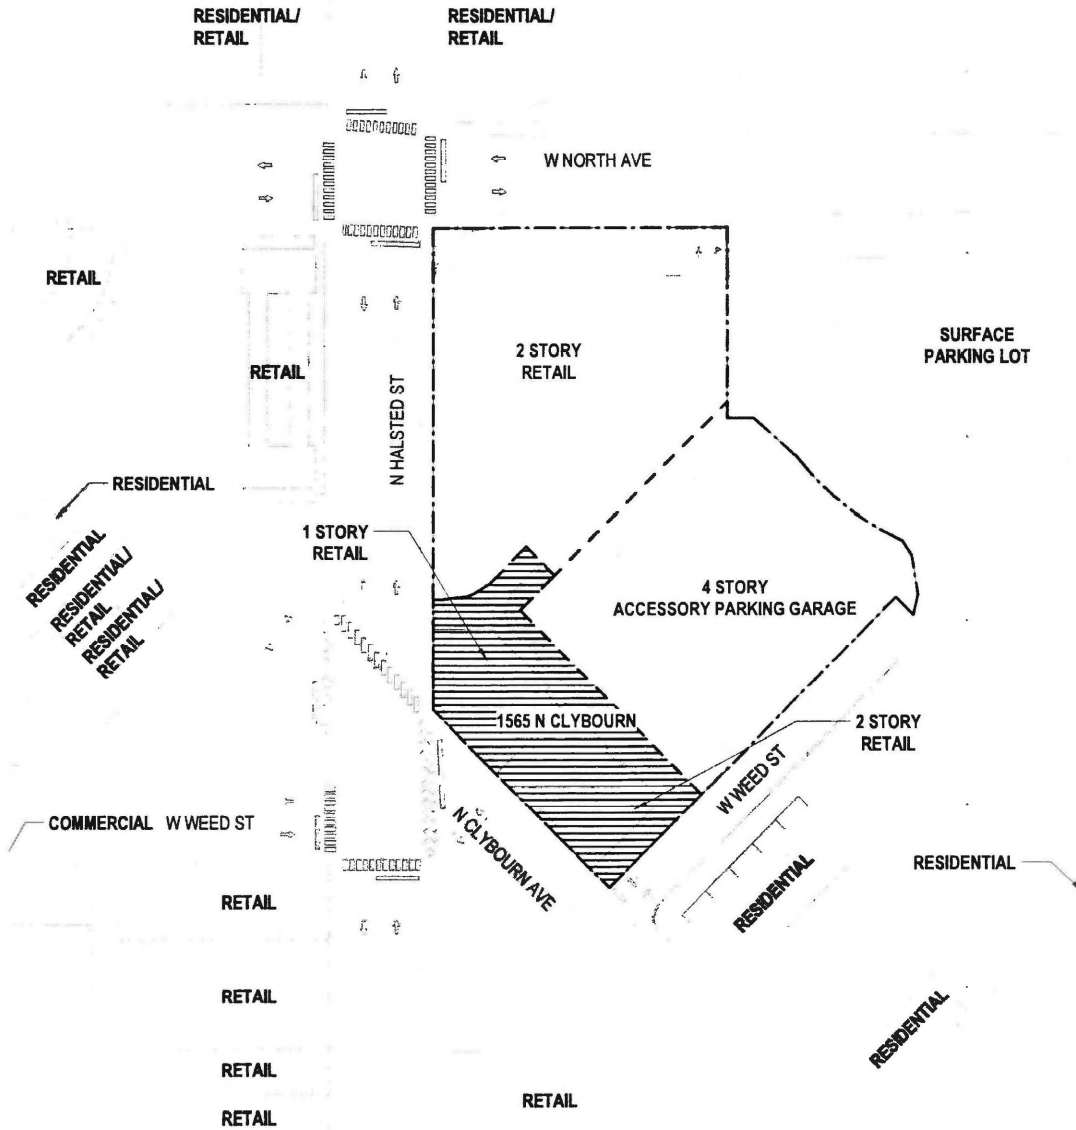 RESIDENTIAL/
RETAIL
RESIDENTIAL/
RETAIL
W NORTH AVE
RETAIL
2 STORY
RETAIL
SURFACE
PARKING LOT
RETAIL
N HALSTED ST
RESIDENTIAL
1 STORY
RETAIL
RESIDENTIAL
RESIDENTIAL/
RETAIL
RESIDENTIAL/
RETAIL
4 STORY
ACCESSORY PARKING GARAGE
1565 N CLYBOURN
2 STORY
RETAIL
W WEED ST
COMMERCIAL W WEED ST
N CLYBOURN AVE
RESIDENTIAL
RESIDENTIAL
RETAIL
RETAIL
RESIDENTIAL
RETAIL
RETAIL
RETAIL